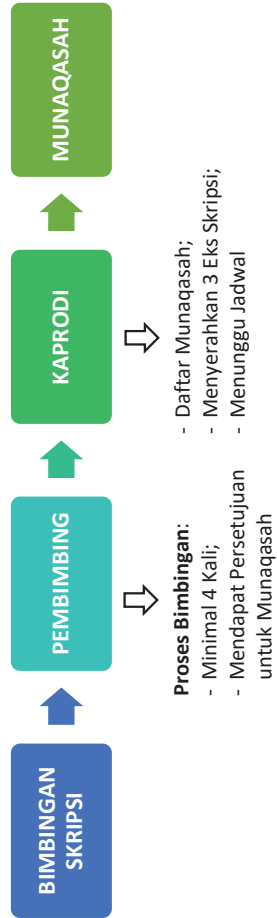 BIMBINGAN
SKRIPSI
PEMBIMBING
KAPRODI
MUNAQASAH
Proses Bimbingan:
- Minimal 4 Kali;
- Mendapat Persetujuan
untuk Munaqasah
- Daftar Munaqasah;
- Menyerahkan 3 Eks Skripsi;
- Menunggu Jadwal